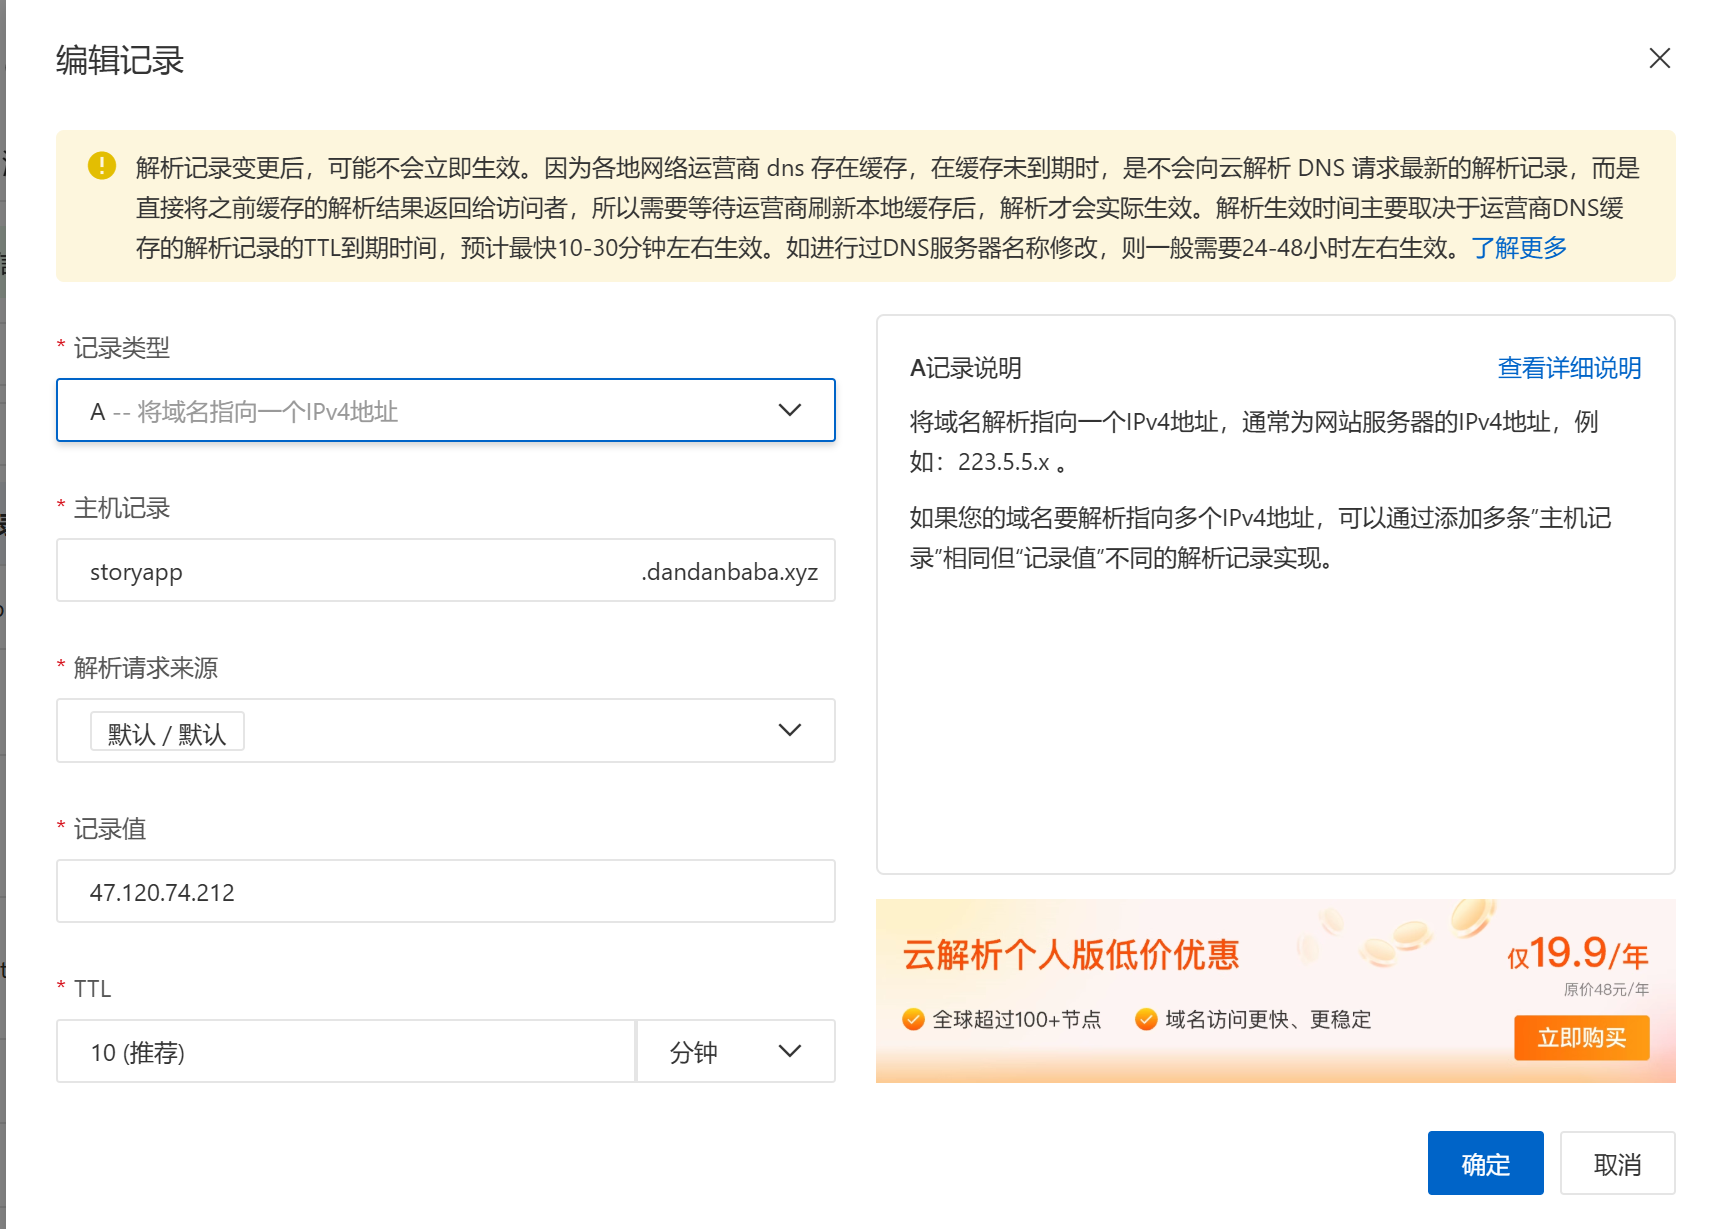 编辑记录
解析记录变更后，可能不会立即生效。因为各地网络运营商 dns 存在缓存，在缓存未到期时，是不会向云解析 DNS 请求最新的解析记录，而是
直接将之前缓存的解析结果返回给访问者，所以需要等待运营商刷新本地缓存后，解析才会实际生效。解析生效时间主要取决于运营商DNS缓
存的解析记录的TTL到期时间，预计最快10-30分钟左右生效。如进行过DNS服务器名称修改，则一般需要24-48小时左右生效。了解更多
* 记录类型
A -- 将域名指向一个IPv4地址
* 主机记录
storyapp .dandanbaba.xyz
* 解析请求来源
默认 / 默认
* 记录值
47.120.74.212
* TTL
10 (推荐) 分钟
A记录说明 查看详细说明
将域名解析指向一个IPv4地址，通常为网站服务器的IPv4地址，例
如：223.5.5.x 。
如果您的域名要解析指向多个IPv4地址，可以通过添加多条“主机记
录”相同但“记录值”不同的解析记录实现。
云解析个人版低价优惠
仅19.9/年
原价48元/年
全球超过100+节点 域名访问更快、更稳定
立即购买
确定 取消